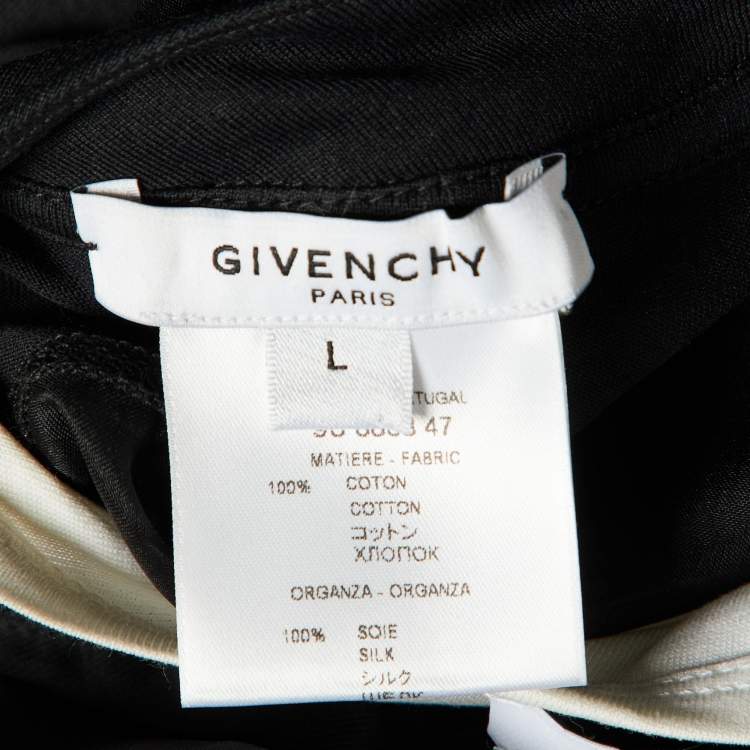 GIVENCHY
PARIS
L
47
MATIERE - FABRIC
100% COTON
COTTON
コットン
ХЛОПОК
ORGANZA - ORGANZA
100% SOIE
SILK
シルク